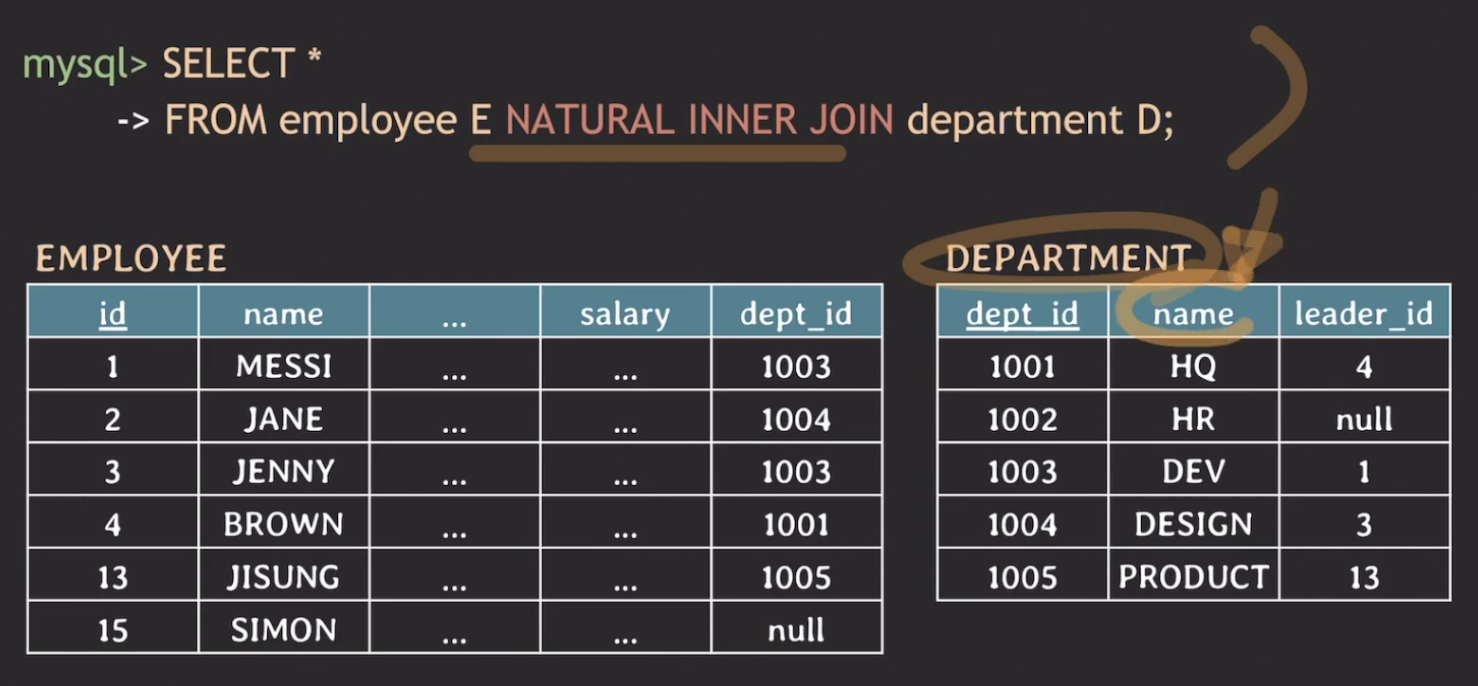 mysql> SELECT *
-> FROM employee E NATURAL INNER JOIN department D;
EMPLOYEE
id name ... salary dept_id
1 MESSI ... ... 1003
2 JANE ... ... 1004
3 JENNY ... ... 1003
4 BROWN ... ... 1001
13 JISUNG ... ... 1005
15 SIMON ... ... null
DEPARTMENT
dept_id name leader_id
1001 HQ 4
1002 HR null
1003 DEV 1
1004 DESIGN 3
1005 PRODUCT 13